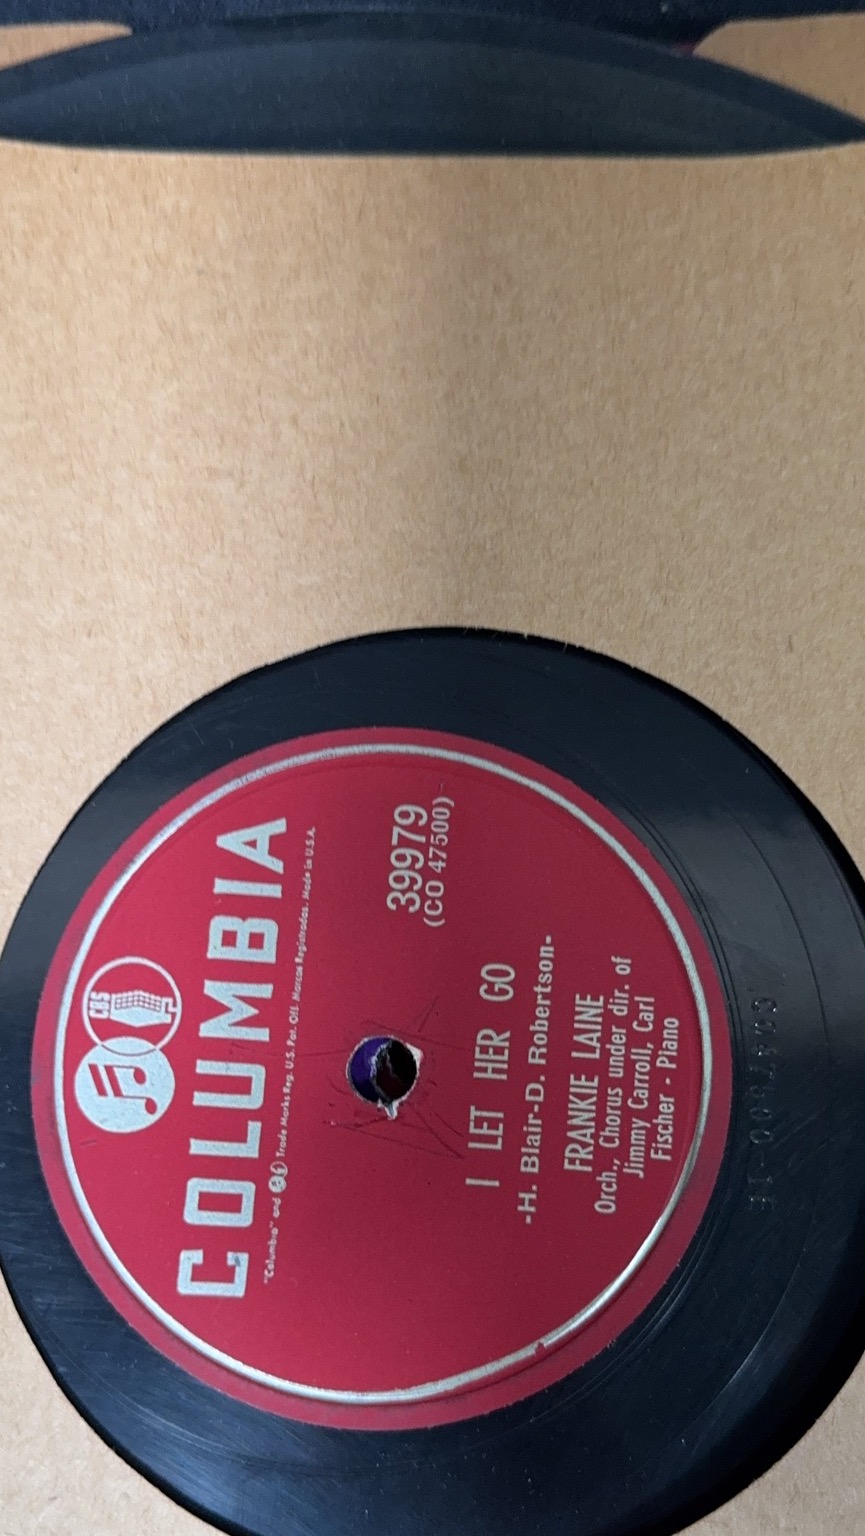 CBS
COLUMBIA
"Columbia" and Trade Marks Reg. U.S. Pat. Off. Marcas Registradas. Made in U.S.A.
39979
(CO 47500)
I LET HER GO
-H. Blair-D. Robertson-
FRANKIE LAINE
Orch., Chorus under dir. of
Jimmy Carroll, Carl
Fischer - Piano